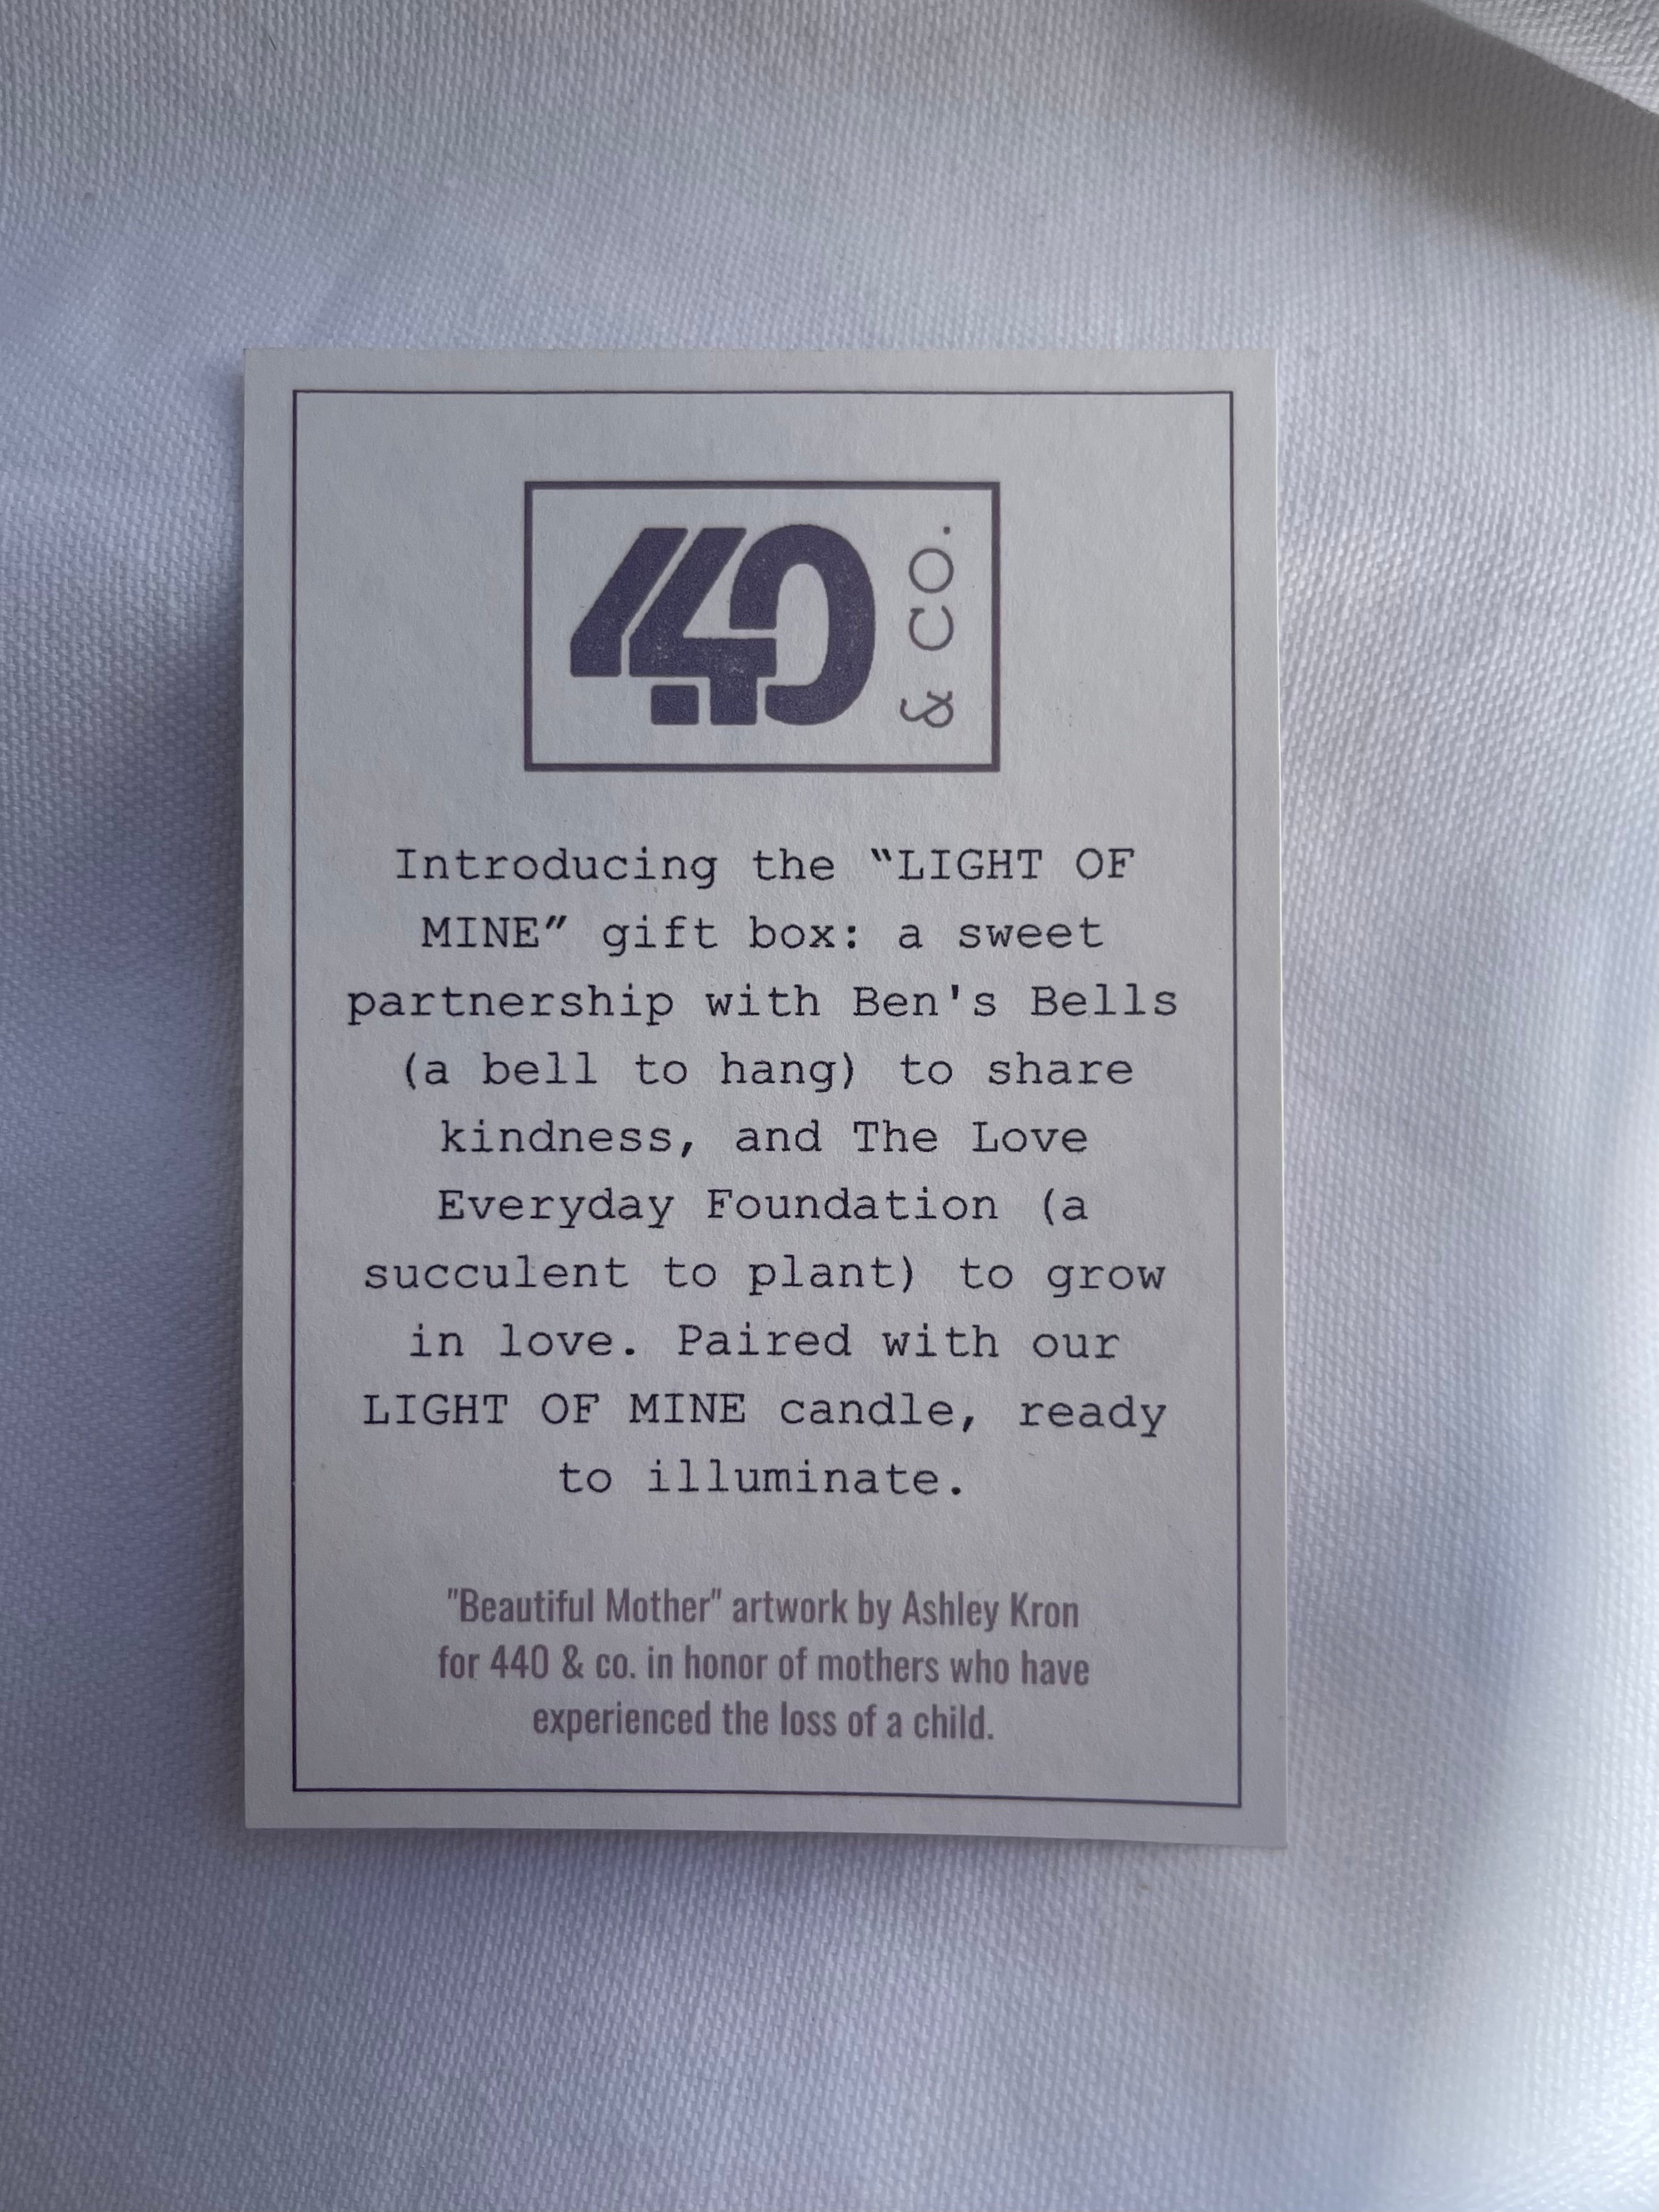 440 & CO.
Introducing the “LIGHT OF
MINE” gift box: a sweet
partnership with Ben's Bells
(a bell to hang) to share
kindness, and The Love
Everyday Foundation (a
succulent to plant) to grow
in love. Paired with our
LIGHT OF MINE candle, ready
to illuminate.
"Beautiful Mother" artwork by Ashley Kron
for 440 & co. in honor of mothers who have
experienced the loss of a child.